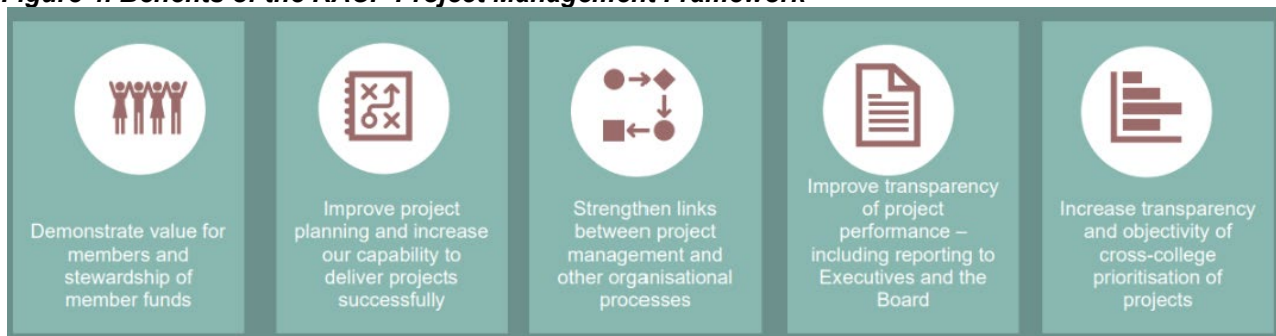 Figure Benefits of the RACP Project Management Framework
Demonstrate value for
members and
stewardship of
member funds
Improve project
planning and increase
our capability to
deliver projects
successfully
Strengthen links
between project
management and
other organisational
processes
Improve transparency
of project
performance –
including reporting to
Executives and the
Board
Increase transparency
and objectivity of
cross-college
prioritisation of
projects